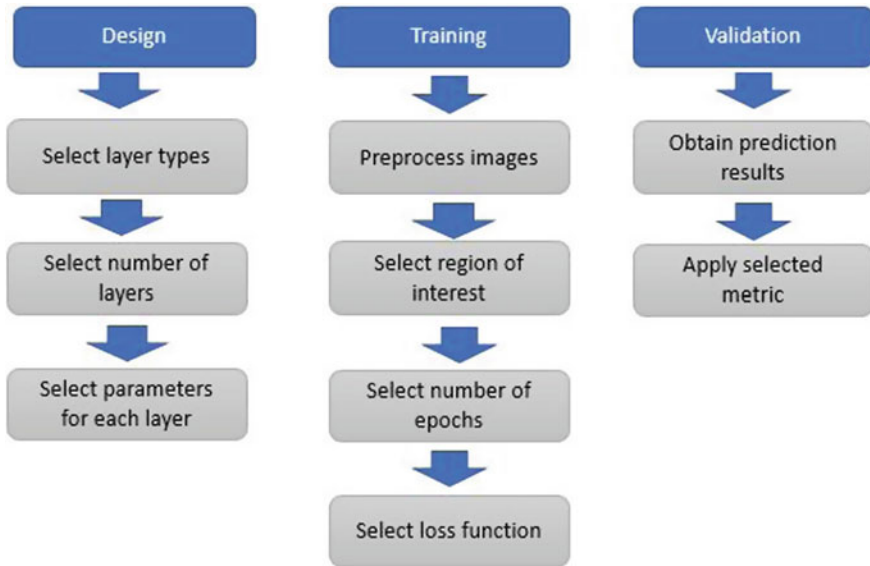 Design
Select layer types
Select number of
layers
Select parameters
for each layer
Training
Preprocess images
Select region of
interest
Select number of
epochs
Select loss function
Validation
Obtain prediction
results
Apply selected
metric